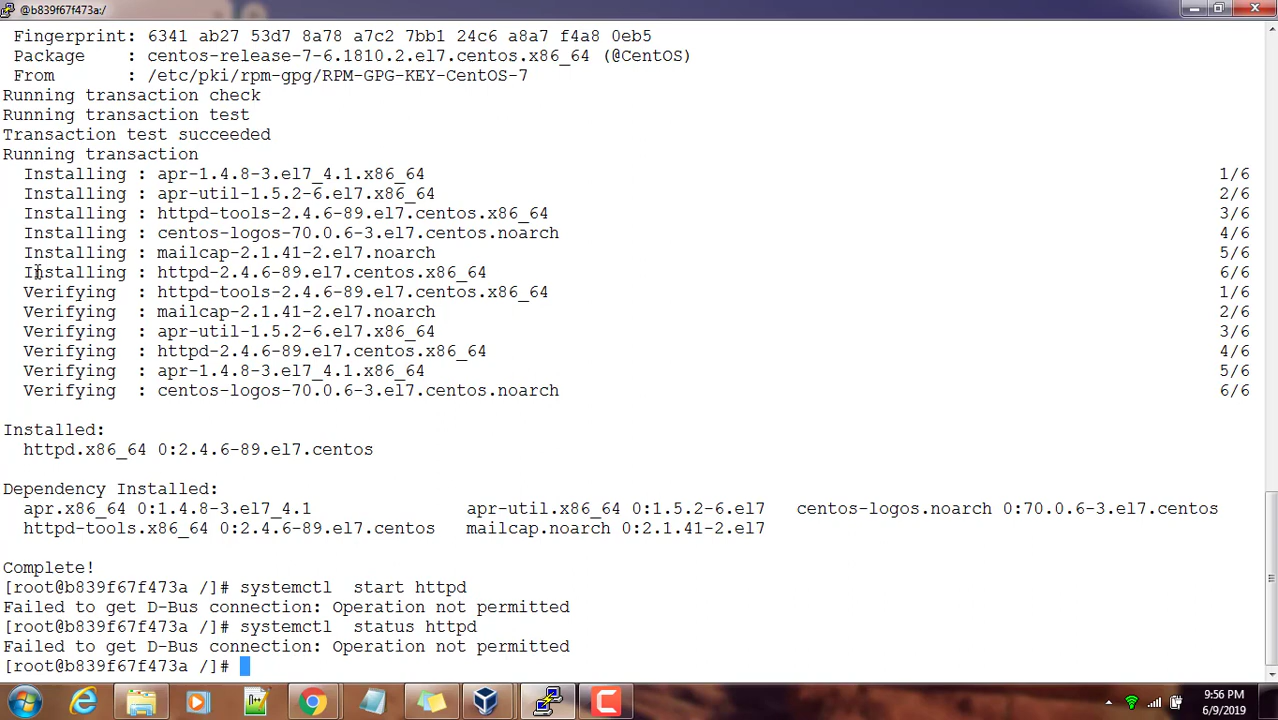 @b839f67f473a:/
Fingerprint: 6341 ab27 53d7 8a78 a7c2 7bb1 24c6 a8a7 f4a8 0eb5
Package    : centos-release-7-6.1810.2.el7.centos.x86_64 (@CentOS)
From       : /etc/pki/rpm-gpg/RPM-GPG-KEY-CentOS-7
Running transaction check
Running transaction test
Transaction test succeeded
Running transaction
Installing : apr-1.4.8-3.el7_4.1.x86_64 1/6
Installing : apr-util-1.5.2-6.el7.x86_64 2/6
Installing : httpd-tools-2.4.6-89.el7.centos.x86_64 3/6
Installing : centos-logos-70.0.6-3.el7.centos.noarch 4/6
Installing : mailcap-2.1.41-2.el7.noarch 5/6
Installing : httpd-2.4.6-89.el7.centos.x86_64 6/6
Verifying  : httpd-tools-2.4.6-89.el7.centos.x86_64 1/6
Verifying  : mailcap-2.1.41-2.el7.noarch 2/6
Verifying  : apr-util-1.5.2-6.el7.x86_64 3/6
Verifying  : httpd-2.4.6-89.el7.centos.x86_64 4/6
Verifying  : apr-1.4.8-3.el7_4.1.x86_64 5/6
Verifying  : centos-logos-70.0.6-3.el7.centos.noarch 6/6
Installed:
httpd.x86_64 0:2.4.6-89.el7.centos
Dependency Installed:
apr.x86_64 0:1.4.8-3.el7_4.1 apr-util.x86_64 0:1.5.2-6.el7 centos-logos.noarch 0:70.0.6-3.el7.centos
httpd-tools.x86_64 0:2.4.6-89.el7.centos mailcap.noarch 0:2.1.41-2.el7
Complete!
[root@b839f67f473a /]# systemctl  start httpd
Failed to get D-Bus connection: Operation not permitted
[root@b839f67f473a /]# systemctl  status httpd
Failed to get D-Bus connection: Operation not permitted
[root@b839f67f473a /]#
9:56 PM
6/9/2019